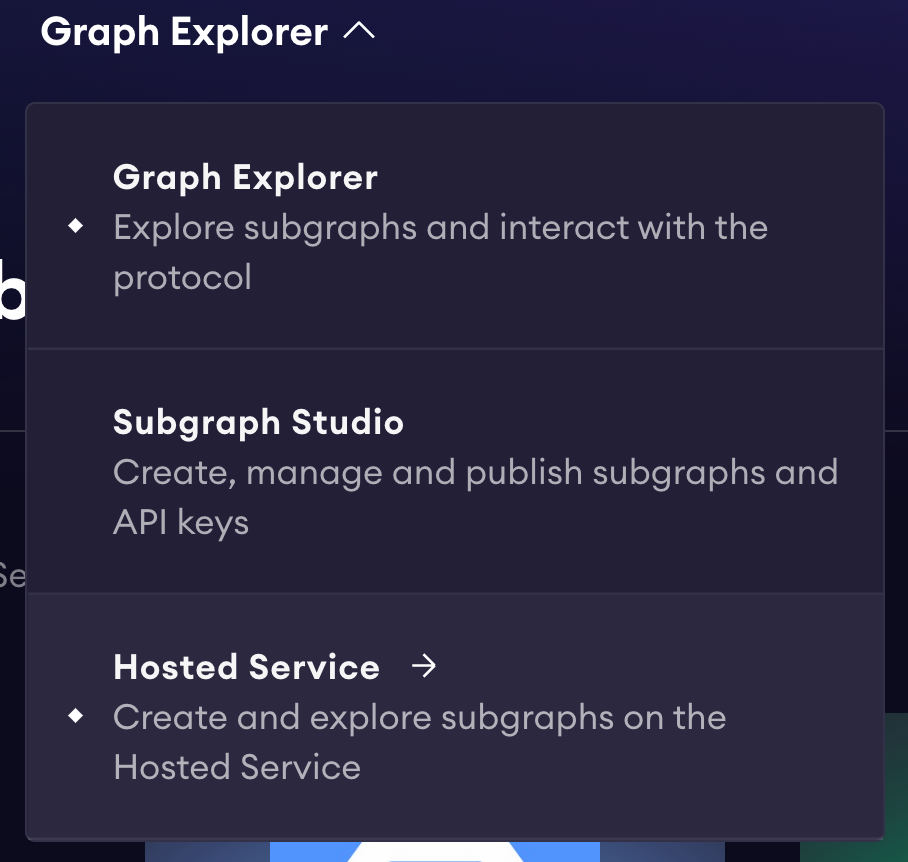 Graph Explorer
Graph Explorer
Explore subgraphs and interact with the
protocol
b
Subgraph Studio
Create, manage and publish subgraphs and
API keys
Se
Hosted Service →
Create and explore subgraphs on the
Hosted Service